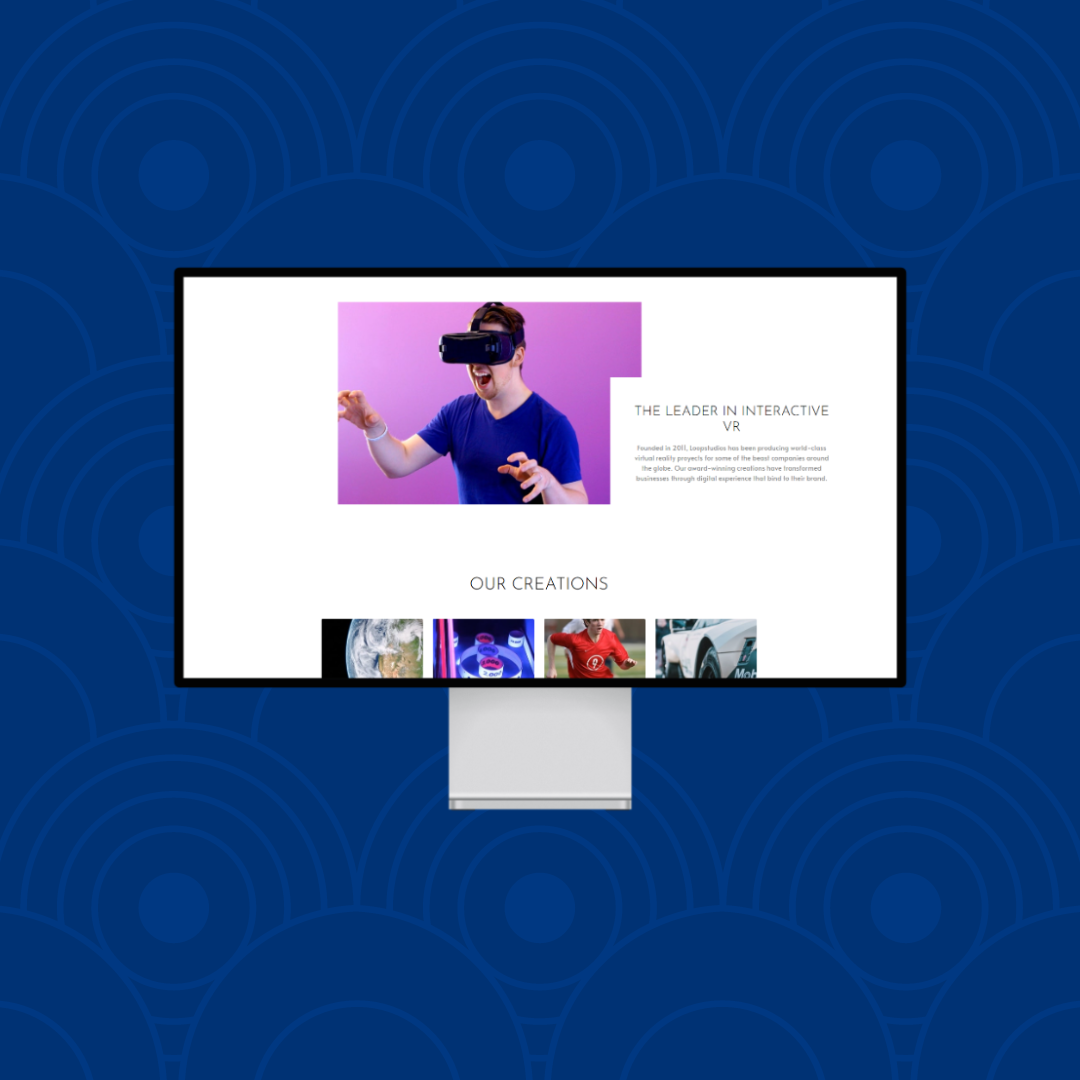 THE LEADER IN INTERACTIVE
VR
Founded in 2011, Loopstudios has been producing world-class
virtual reality proyects for some of the beast companies around
the globe. Our award-winning creations have transformed
businesses through digital experience that bind to their brand.
OUR CREATIONS